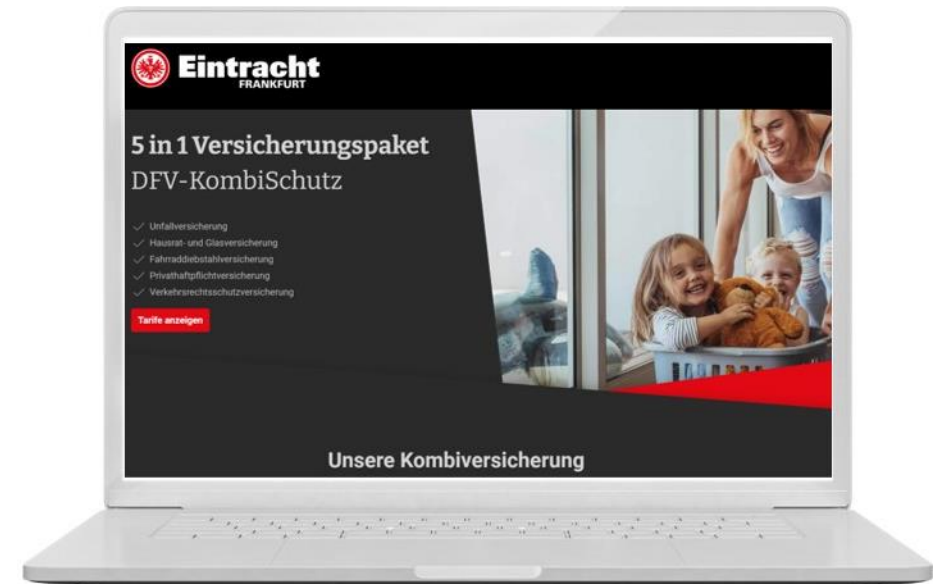 Eintracht
FRANKFURT
5 in 1 Versicherungspaket
DFV-KombiSchutz
Unfallversicherung
Hausrat- und Glasversicherung
Fahrraddiebstahlversicherung
Privathaftpflichtversicherung
Verkehrsrechtsschutzversicherung
Tarife anzeigen
Unsere Kombiversicherung